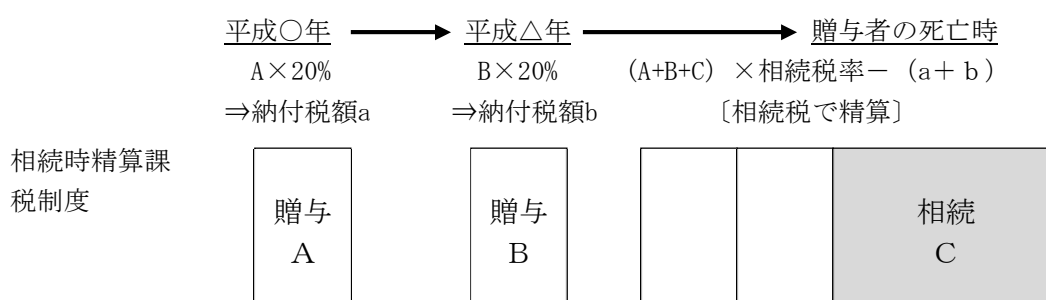 平成○年 平成△年 贈与者の死亡時
A×20% B×20% (A+B+C) ×相続税率－（a＋ｂ）
⇒納付税額a ⇒納付税額b 〔相続税で精算〕
相続時精算課
税制度
贈与 贈与 相続
Ａ Ｂ Ｃ